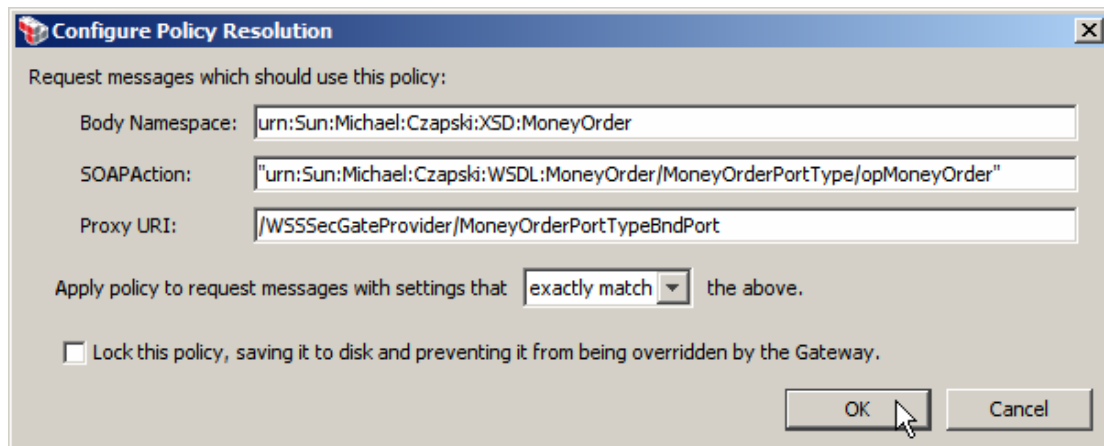 Configure Policy Resolution
Request messages which should use this policy:
Body Namespace: urn:Sun:Michael:Czapski:XSD:MoneyOrder
SOAPAction: "urn:Sun:Michael:Czapski:WSDL:MoneyOrder/MoneyOrderPortType/opMoneyOrder"
Proxy URI: /WSSSecGateProvider/MoneyOrderPortTypeBndPort
Apply policy to request messages with settings that exactly match the above.
Lock this policy, saving it to disk and preventing it from being overridden by the Gateway.
OK Cancel